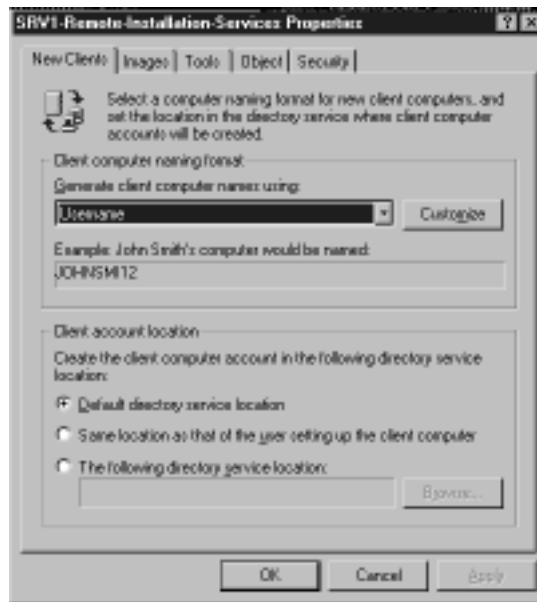 SRV1-Remote-Installation-Services Properties
New Clients Images Tools Object Security
Select a computer naming format for new client computers, and
set the location in the directory service where client computer
accounts will be created.
Client computer naming format
Generate client computer names using:
Username
Customize
Example: John Smith's computer would be named:
JOHNSMI12
Client account location
Create the client computer account in the following directory service
location:
Default directory service location
Same location as that of the user setting up the client computer
The following directory service location:
Browse...
OK Cancel Apply